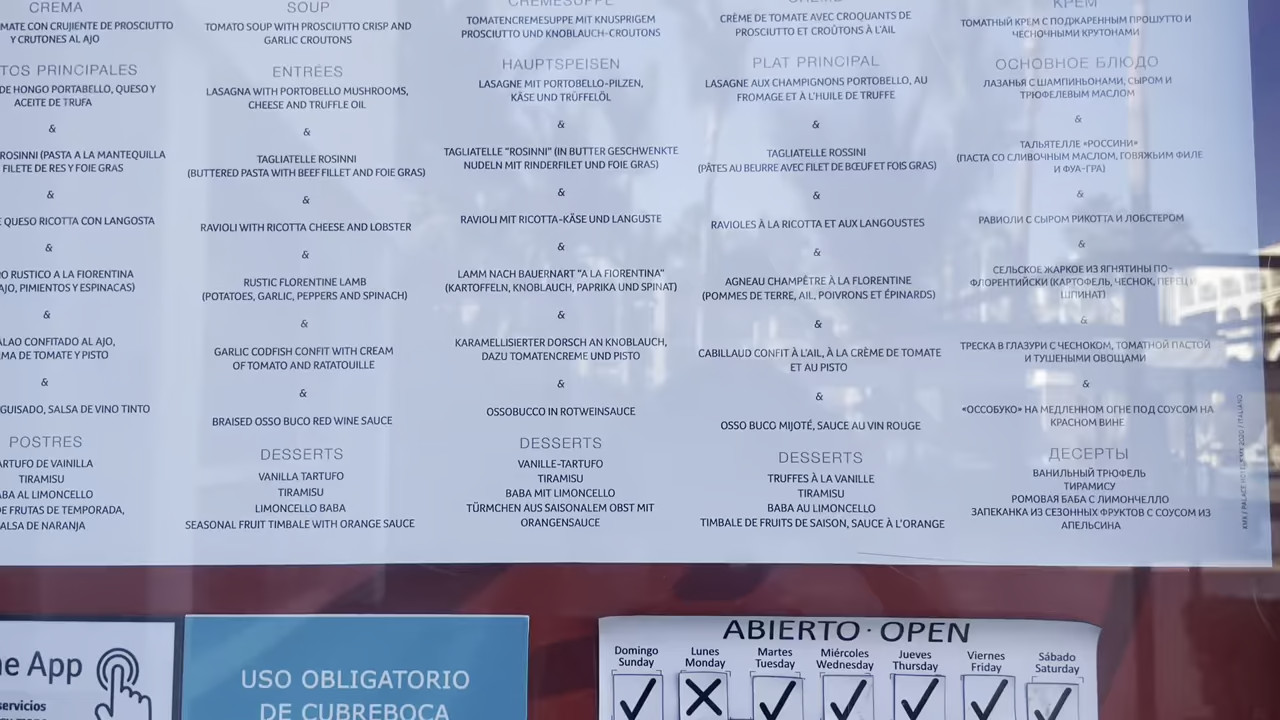 CREMA
MATE CON CRUJIENTE DE PROSCIUTTO
Y CRUTONES AL AJO
TOS PRINCIPALES
DE HONGO PORTABELLO, QUESO Y
ACEITE DE TRUFA
&
ROSINNI (PASTA A LA MANTEQUILLA
FILETE DE RES Y FOIE GRAS
&
E QUESO RICOTTA CON LANGOSTA
&
RO RUSTICO A LA FIORENTINA
AJO, PIMIENTOS Y ESPINACAS)
&
ALAO CONFITADO AL AJO,
MA DE TOMATE Y PISTO
&
GUISADO, SALSA DE VINO TINTO
POSTRES
ARTUFO DE VAINILLA
TIRAMISU
ABA AL LIMONCELLO
DE FRUTAS DE TEMPORADA,
ALSA DE NARANJA
SOUP
TOMATO SOUP WITH PROSCIUTTO CRISP AND
GARLIC CROUTONS
ENTRÉES
LASAGNA WITH PORTOBELLO MUSHROOMS,
CHEESE AND TRUFFLE OIL
&
TAGLIATELLE ROSINNI
(BUTTERED PASTA WITH BEEF FILLET AND FOIE GRAS)
&
RAVIOLI WITH RICOTTA CHEESE AND LOBSTER
&
RUSTIC FLORENTINE LAMB
(POTATOES, GARLIC, PEPPERS AND SPINACH)
&
GARLIC CODFISH CONFIT WITH CREAM
OF TOMATO AND RATATOUILLE
&
BRAISED OSSO BUCO RED WINE SAUCE
DESSERTS
VANILLA TARTUFO
TIRAMISU
LIMONCELLO BABA
SEASONAL FRUIT TIMBALE WITH ORANGE SAUCE
CREMESUPPE
TOMATENCREMESUPPE MIT KNUSPRIGEM
PROSCIUTTO UND KNOBLAUCH-CROUTONS
HAUPTSPEISEN
LASAGNE MIT PORTOBELLO-PILZEN,
KÄSE UND TRÜFFELÖL
&
TAGLIATELLE "ROSINNI" (IN BUTTER GESCHWENKTE
NUDELN MIT RINDERFILET UND FOIE GRAS)
&
RAVIOLI MIT RICOTTA-KÄSE UND LANGUSTE
&
LAMM NACH BAUERNART "A LA FIORENTINA"
(KARTOFFELN, KNOBLAUCH, PAPRIKA UND SPINAT)
&
KARAMELLISIERTER DORSCH AN KNOBLAUCH,
DAZU TOMATENCREME UND PISTO
&
OSSOBUCCO IN ROTWEINSAUCE
DESSERTS
VANILLE-TARTUFO
TIRAMISU
BABA MIT LIMONCELLO
TÜRMCHEN AUS SAISONALEM OBST MIT
ORANGENSAUCE
CRÈME DE TOMATE AVEC CROQUANTS DE
PROSCIUTTO ET CROÛTONS À L'AIL
PLAT PRINCIPAL
LASAGNE AUX CHAMPIGNONS PORTOBELLO, AU
FROMAGE ET À L'HUILE DE TRUFFE
&
TAGLIATELLE ROSSINI
(PÂTES AU BEURRE AVEC FILET DE BŒUF ET FOIS GRAS)
&
RAVIOLES À LA RICOTTA ET AUX LANGOUSTES
&
AGNEAU CHAMPÊTRE À LA FLORENTINE
(POMMES DE TERRE, AIL, POIVRONS ET ÉPINARDS)
&
CABILLAUD CONFIT À L'AIL, À LA CRÈME DE TOMATE
ET AU PISTO
&
OSSO BUCO MIJOTÉ, SAUCE AU VIN ROUGE
DESSERTS
TRUFFES À LA VANILLE
TIRAMISU
BABA AU LIMONCELLO
TIMBALE DE FRUITS DE SAISON, SAUCE À L'ORANGE
КРЕМ
ТОМАТНЫЙ КРЕМ С ПОДЖАРЕННЫМ ПРОШУТТО И
ЧЕСНОЧНЫМИ КРУТОНАМИ
ОСНОВНОЕ БЛЮДО
ЛАЗАНЬЯ С ШАМПИНЬОНАМИ, СЫРОМ И
ТРЮФЕЛЕВЫМ МАСЛОМ
&
ТАЛЬЯТЕЛЛЕ «РОССИНИ»
(ПАСТА СО СЛИВОЧНЫМ МАСЛОМ, ГОВЯЖЬИМ ФИЛЕ
И ФУА-ГРА)
&
РАВИОЛИ С СЫРОМ РИКОТТА И ЛОБСТЕРОМ
&
СЕЛЬСКОЕ ЖАРКОЕ ИЗ ЯГНЯТИНЫ ПО-
ФЛОРЕНТИЙСКИ (КАРТОФЕЛЬ, ЧЕСНОК, ПЕРЕЦ И
ШПИНАТ)
&
ТРЕСКА В ГЛАЗУРИ С ЧЕСНОКОМ, ТОМАТНОЙ ПАСТОЙ
И ТУШЕНЫМИ ОВОЩАМИ
&
«ОССОБУКО» НА МЕДЛЕННОМ ОГНЕ ПОД СОУСОМ НА
КРАСНОМ ВИНЕ
ДЕСЕРТЫ
ВАНИЛЬНЫЙ ТРЮФЕЛЬ
ТИРАМИСУ
РОМОВАЯ БАБА С ЛИМОНЧЕЛЛО
ЗАПЕКАНКА ИЗ СЕЗОННЫХ ФРУКТОВ С СОУСОМ ИЗ
АПЕЛЬСИНА
ne App
servicios
USO OBLIGATORIO
DE CUBREBOCA
ABIERTO · OPEN
Domingo Lunes Martes Miércoles Jueves Viernes Sábado
Sunday Monday Tuesday Wednesday Thursday Friday Saturday